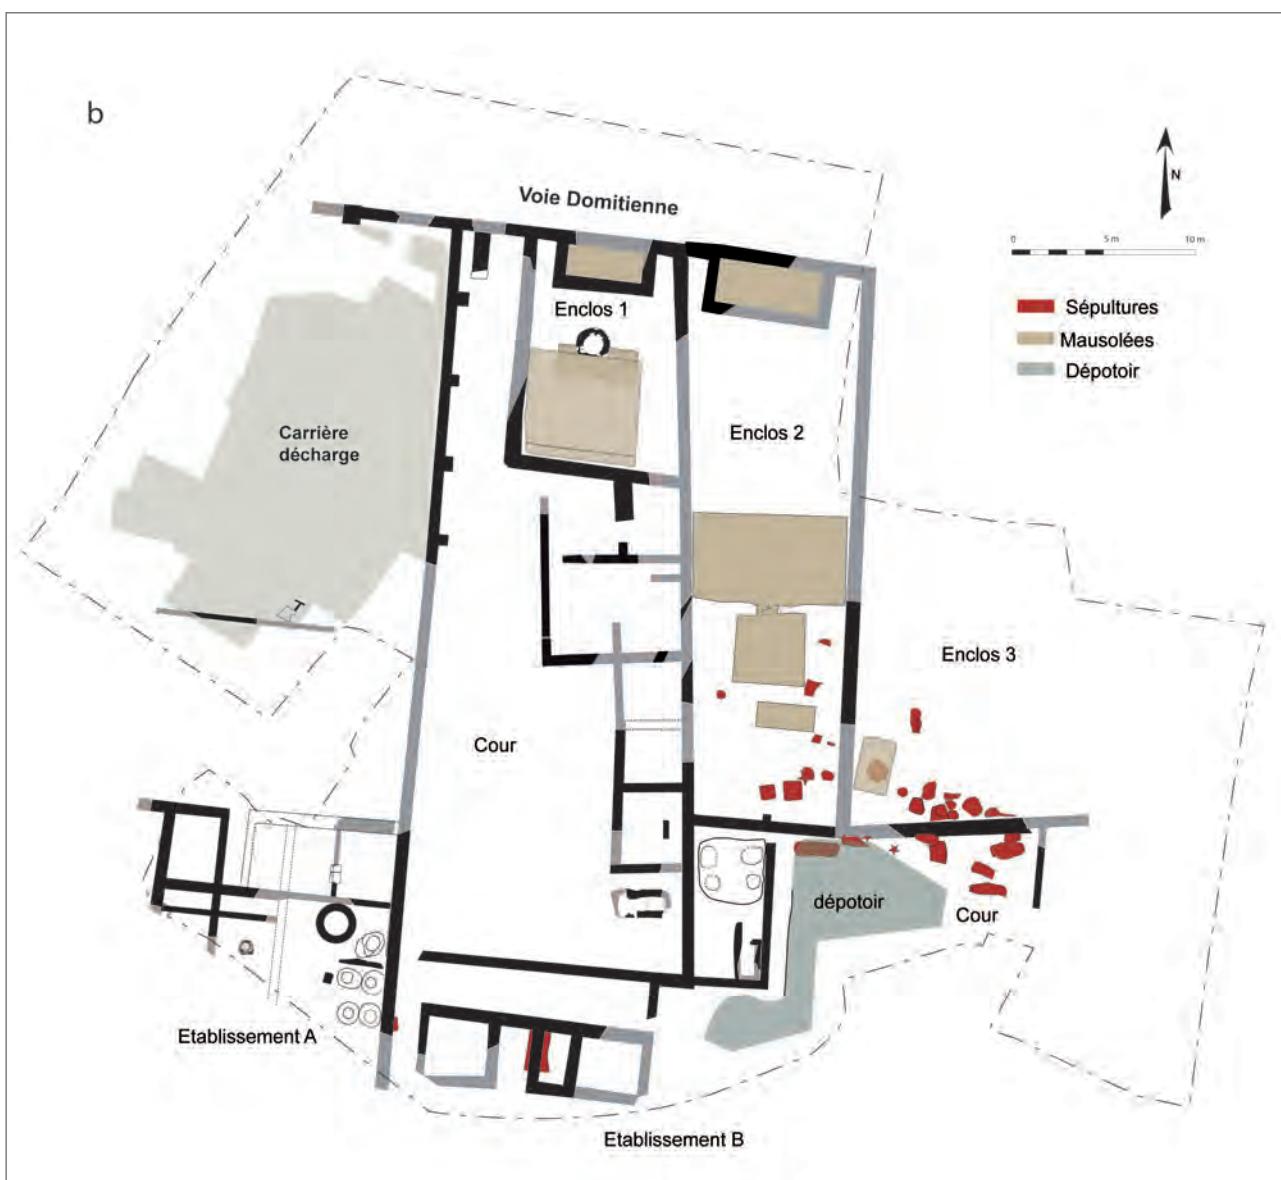 b
Voie Domitienne
N
0 5 m 10 m
Sépultures
Mausolées
Dépotoir
Enclos 1
Enclos 2
Carrière
décharge
Enclos 3
Cour
dépotoir
Cour
Etablissement A
Etablissement B